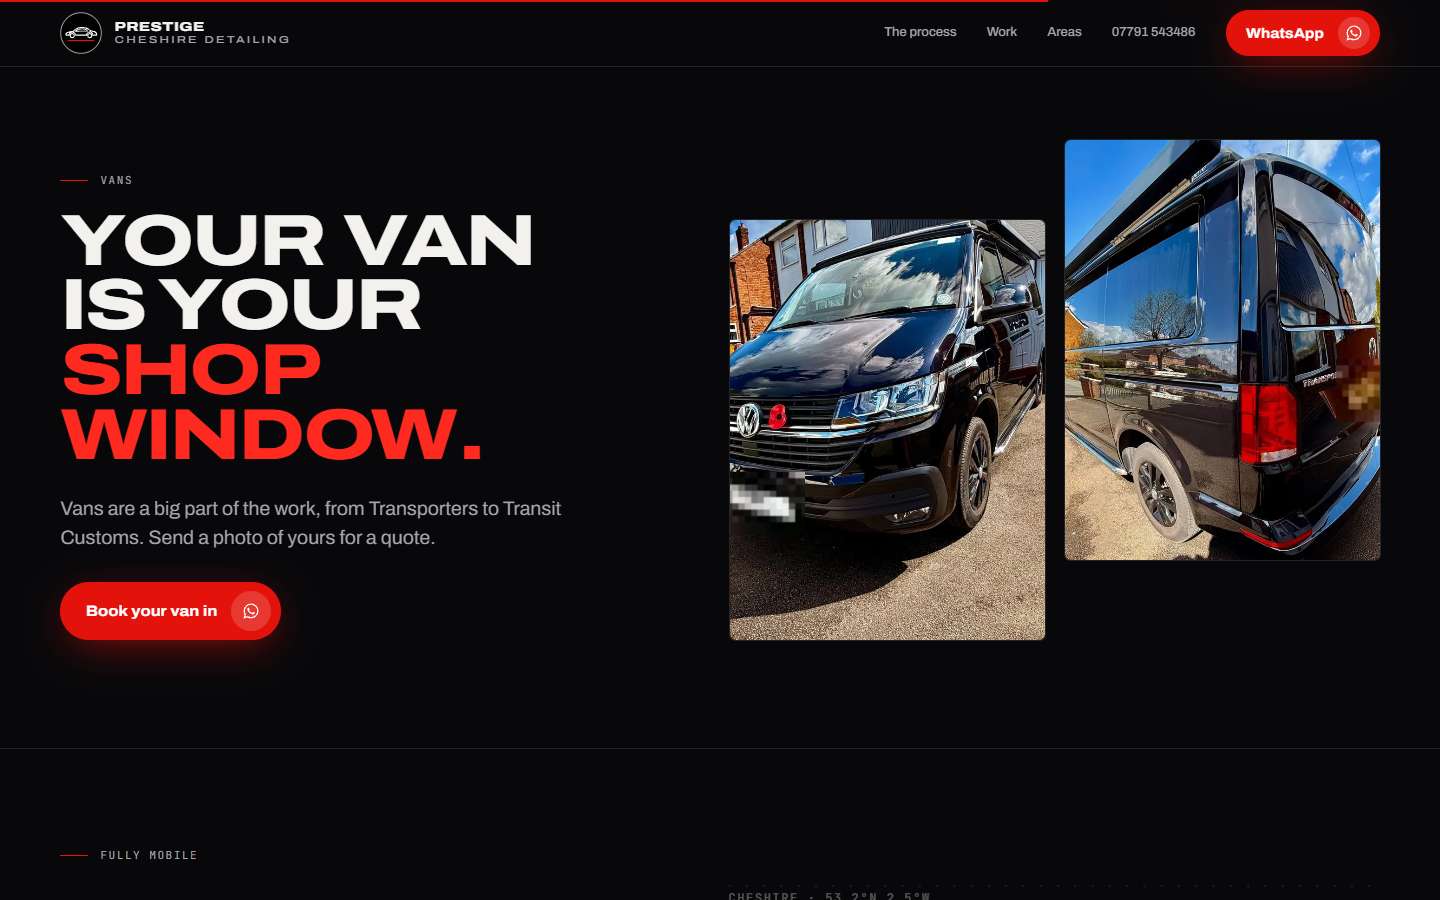 PRESTIGE
CHESHIRE DETAILING
The process
Work
Areas
07791 543486
WhatsApp
VANS
YOUR VAN
IS YOUR
SHOP
WINDOW.
Vans are a big part of the work, from Transporters to Transit
Customs. Send a photo of yours for a quote.
Book your van in
FULLY MOBILE
CHESHIRE · 53.2°N 2.5°W